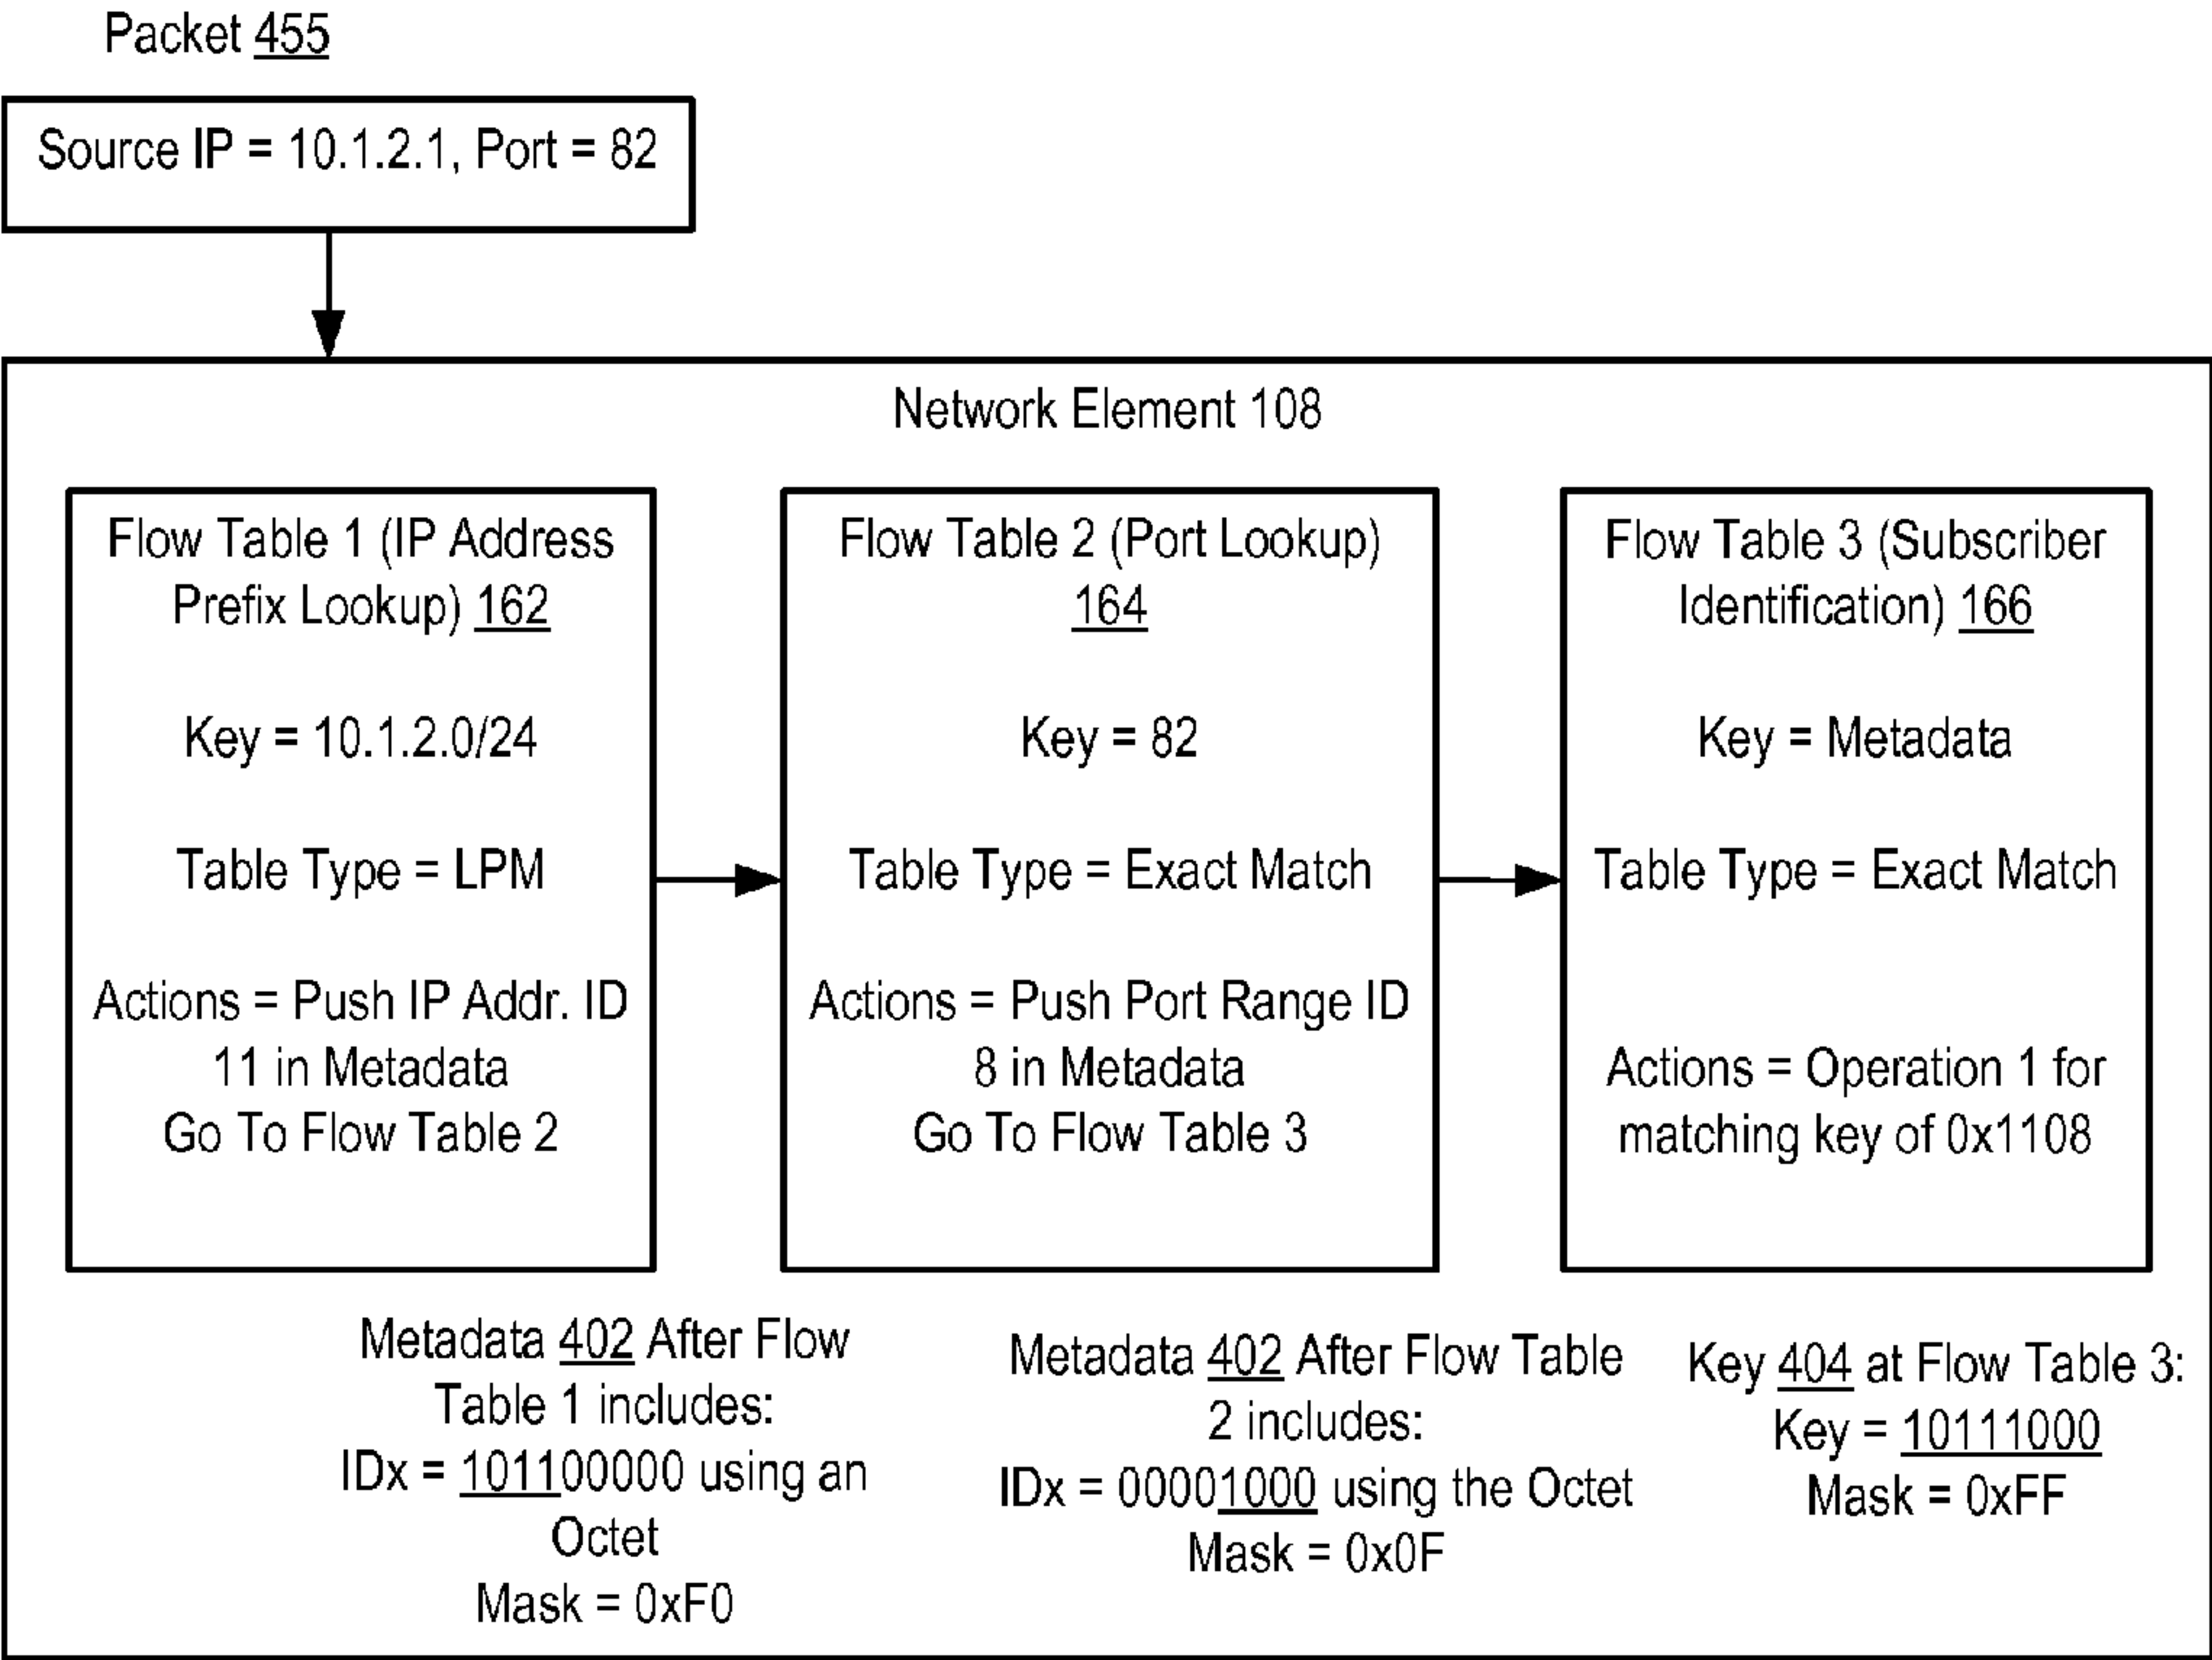 Packet 455
Source IP = 10.1.2.1, Port = 82
Network Element 108
Flow Table 1 (IP Address
Prefix Lookup) 162
Key = 10.1.2.0/24
Table Type = LPM
Actions = Push IP Addr. ID
11 in Metadata
Go To Flow Table 2
Flow Table 2 (Port Lookup)
164
Key = 82
Table Type = Exact Match
Actions = Push Port Range ID
8 in Metadata
Go To Flow Table 3
Flow Table 3 (Subscriber
Identification) 166
Key = Metadata
Table Type = Exact Match
Actions = Operation 1 for
matching key of 0x1108
Metadata 402 After Flow
Table 1 includes:
IDx = 101100000 using an
Octet
Mask = 0xF0
Metadata 402 After Flow Table
2 includes:
IDx = 00001000 using the Octet
Mask = 0x0F
Key 404 at Flow Table 3:
Key = 10111000
Mask = 0xFF